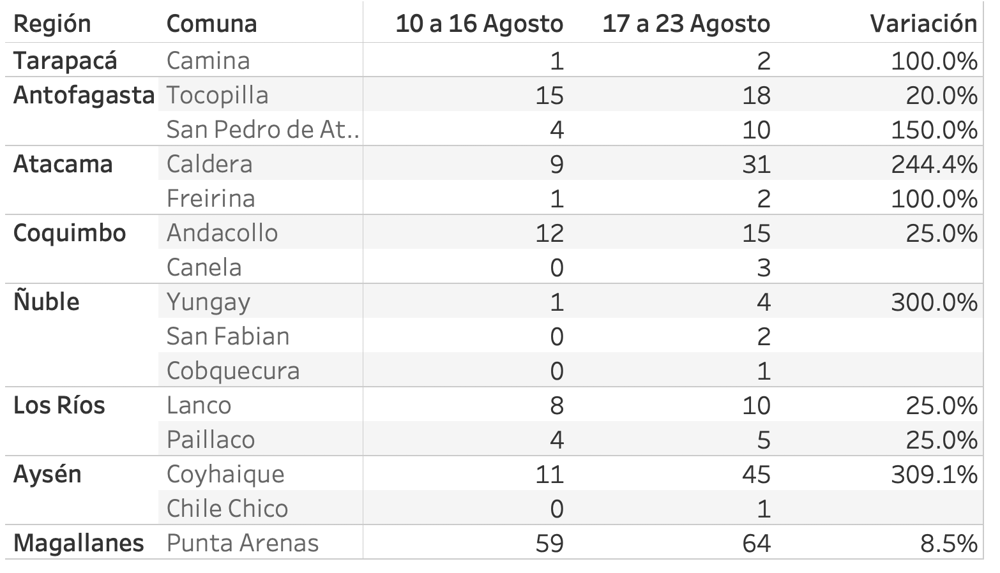 Región Comuna 10 a 16 Agosto 17 a 23 Agosto Variación
Tarapacá Camina 1 2 100.0%
Antofagasta Tocopilla 15 18 20.0%
San Pedro de At.. 4 10 150.0%
Atacama Caldera 9 31 244.4%
Freirina 1 2 100.0%
Coquimbo Andacollo 12 15 25.0%
Canela 0 3
Ñuble Yungay 1 4 300.0%
San Fabian 0 2
Cobquecura 0 1
Los Ríos Lanco 8 10 25.0%
Paillaco 4 5 25.0%
Aysén Coyhaique 11 45 309.1%
Chile Chico 0 1
Magallanes Punta Arenas 59 64 8.5%